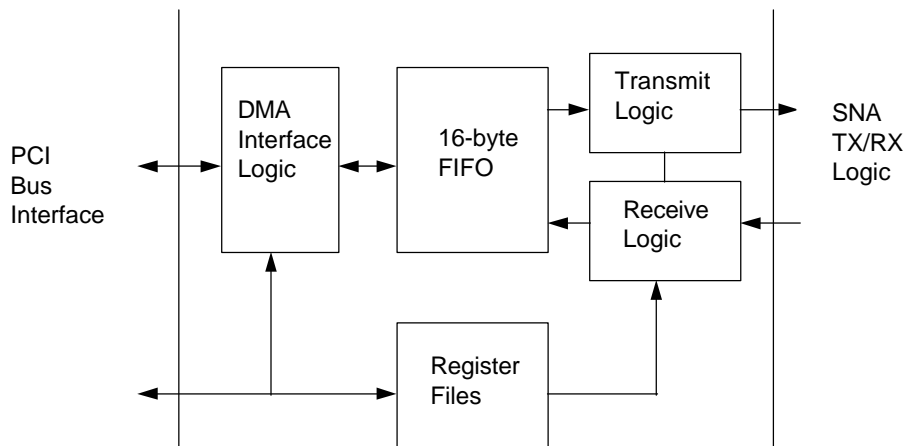 PCI
Bus
Interface
DMA
Interface
Logic
16-byte
FIFO
Transmit
Logic
Receive
Logic
SNA
TX/RX
Logic
Register
Files